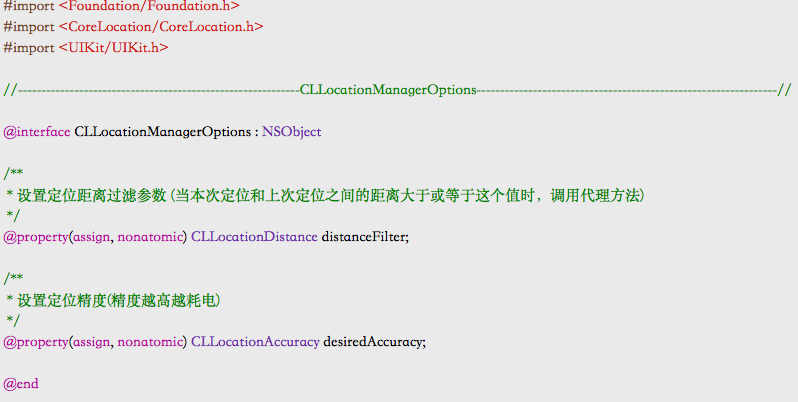 #import <Foundation/Foundation.h>
#import <CoreLocation/CoreLocation.h>
#import <UIKit/UIKit.h>
//------------------------------------------------------------CLLocationManagerOptions----------------------------------------------------------------//
@interface CLLocationManagerOptions : NSObject
/**
* 设置定位距离过滤参数 (当本次定位和上次定位之间的距离大于或等于这个值时，调用代理方法)
*/
@property(assign, nonatomic) CLLocationDistance distanceFilter;
/**
* 设置定位精度(精度越高越耗电)
*/
@property(assign, nonatomic) CLLocationAccuracy desiredAccuracy;
@end